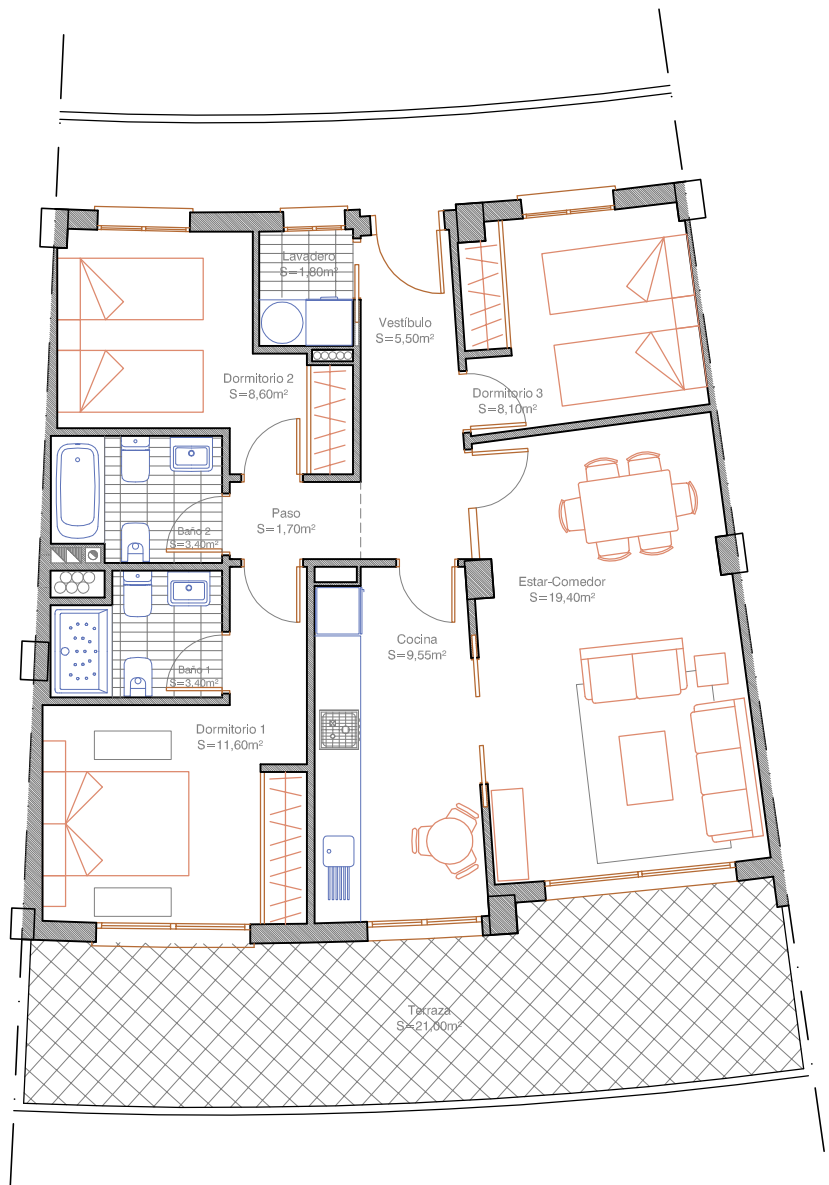 Lavadero
S=1,80m²
Vestíbulo
S=5,50m²
Dormitorio 2
S=8,60m²
Dormitorio 3
S=8,10m²
Paso
S=1,70m²
Baño 2
S=3,40m²
Estar-Comedor
S=19,40m²
Cocina
S=9,55m²
Baño 1
S=3,40m²
Dormitorio 1
S=11,60m²
Terraza
S=21,00m²